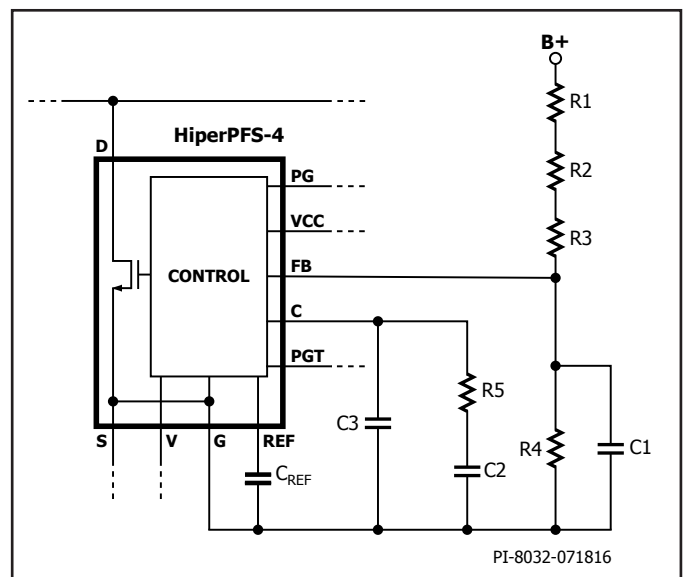 B+
R1
HiperPFS-4
D
PG
R2
VCC
R3
CONTROL
FB
C
PGT
R5
C3
R4
C1
S
V
G
REF
C2
CREF
PI-8032-071816